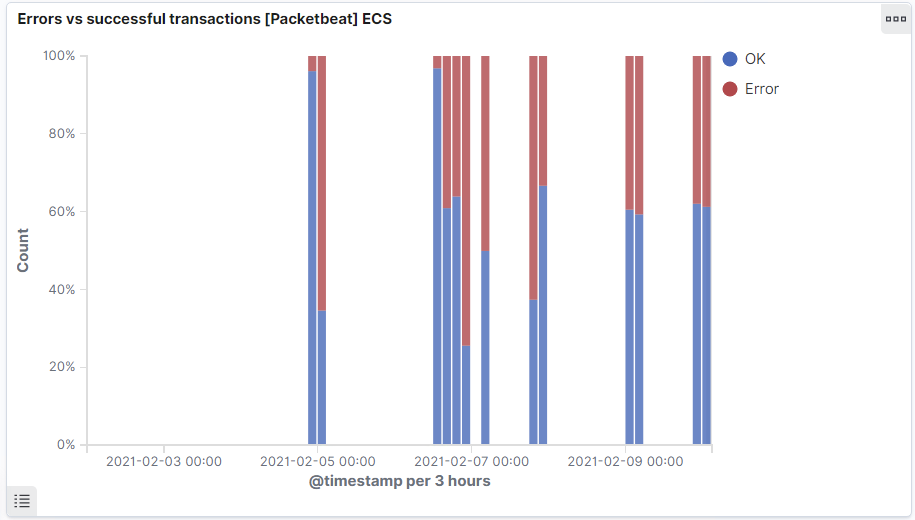 Errors vs successful transactions [Packetbeat] ECS
100%
80%
60%
40%
20%
0%
Count
2021-02-03 00:00
2021-02-05 00:00
2021-02-07 00:00
2021-02-09 00:00
@timestamp per 3 hours
OK
Error